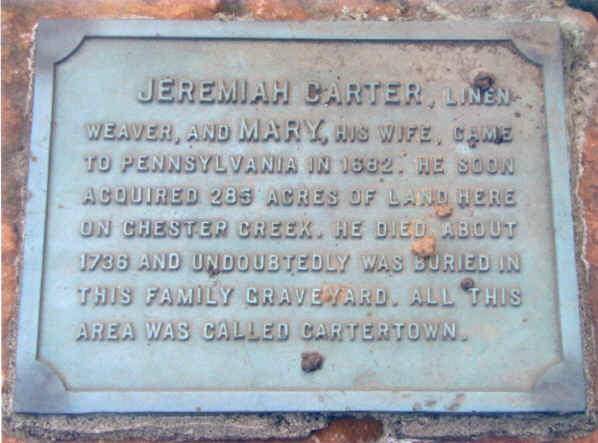 JEREMIAH CARTER, LINEN
WEAVER, AND MARY, HIS WIFE, CAME
TO PENNSYLVANIA IN 1682. HE SOON
ACQUIRED 285 ACRES OF LAND HERE
ON CHESTER CREEK. HE DIED ABOUT
1736 AND UNDOUBTEDLY WAS BURIED IN
THIS FAMILY GRAVEYARD. ALL THIS
AREA WAS CALLED CARTERTOWN.